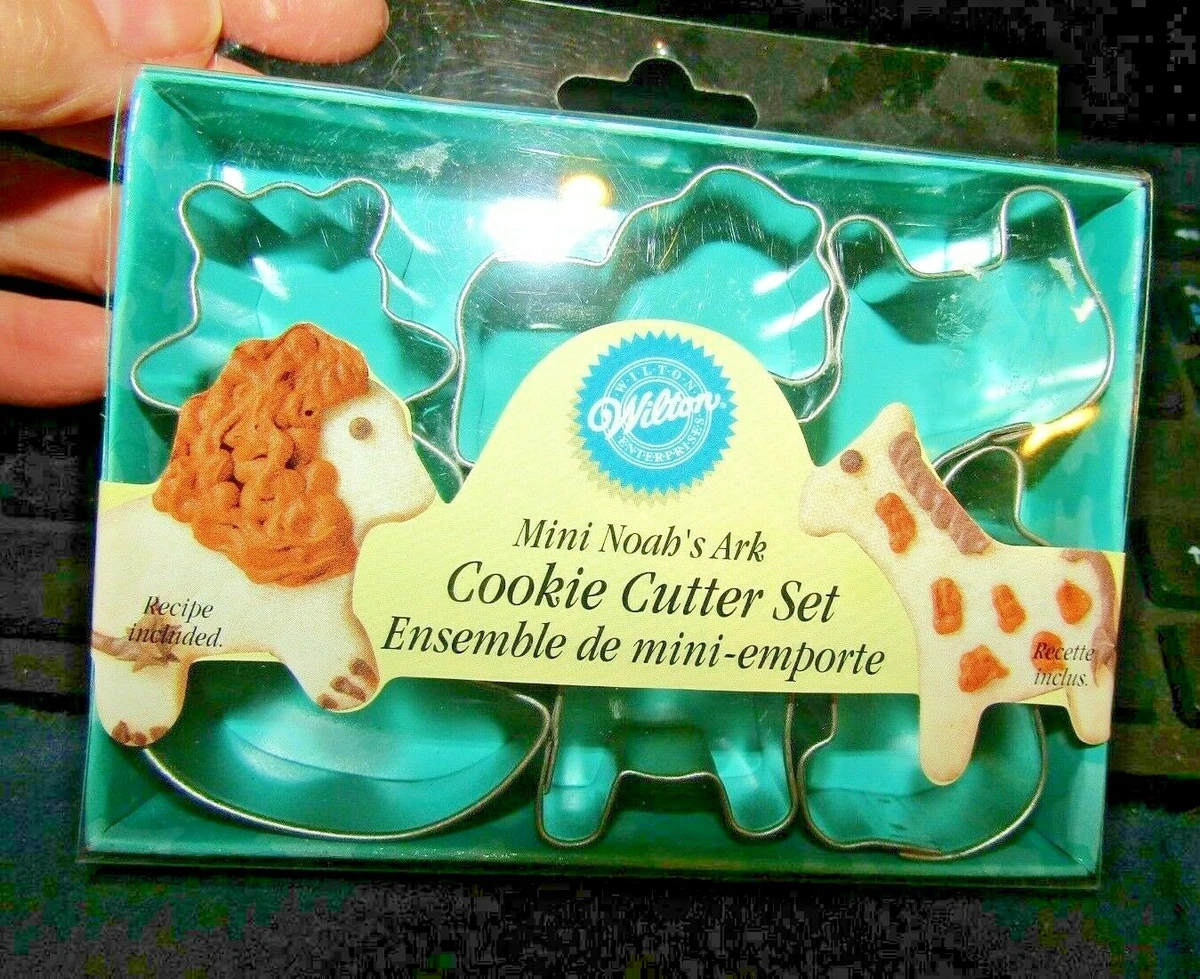 WILTON
Wilton®
ENTERPRISES
Mini Noah's Ark
Cookie Cutter Set
Ensemble de mini-emporte
Recipe
included.
Recette
inclus.